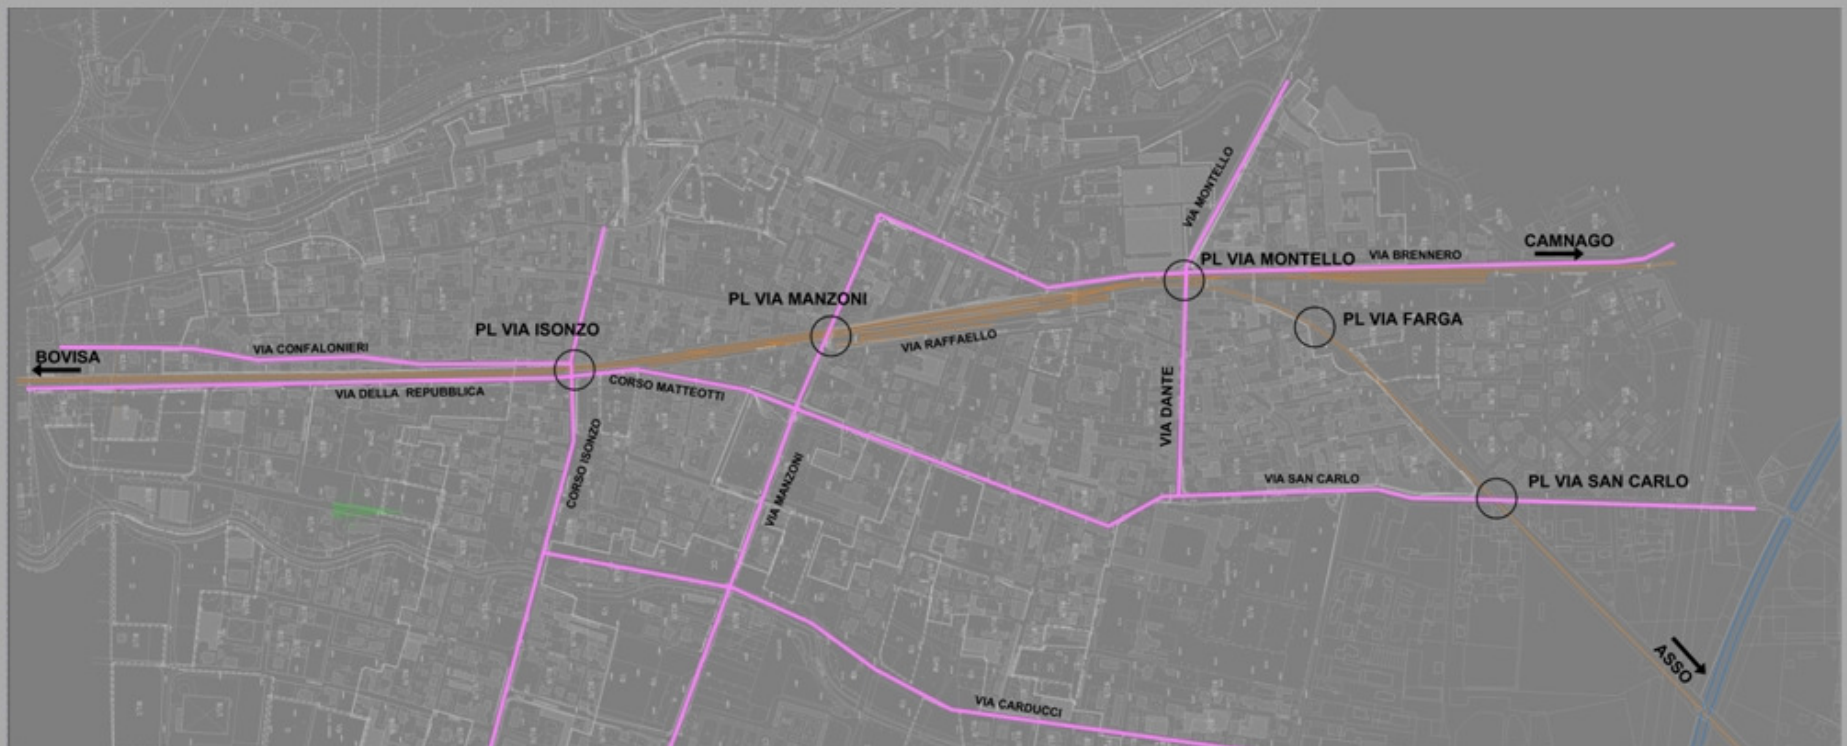 VIA MONTELLO
CAMNAGO
PL VIA MONTELLO
VIA BRENNERO
PL VIA MANZONI
PL VIA FARGA
PL VIA ISONZO
VIA RAFFAELLO
VIA CONFALONIERI
BOVISA
CORSO MATTEOTTI
VIA DELLA REPUBBLICA
VIA DANTE
CORSO ISONZO
VIA MANZONI
VIA SAN CARLO
PL VIA SAN CARLO
ASSO
VIA CARDUCCI